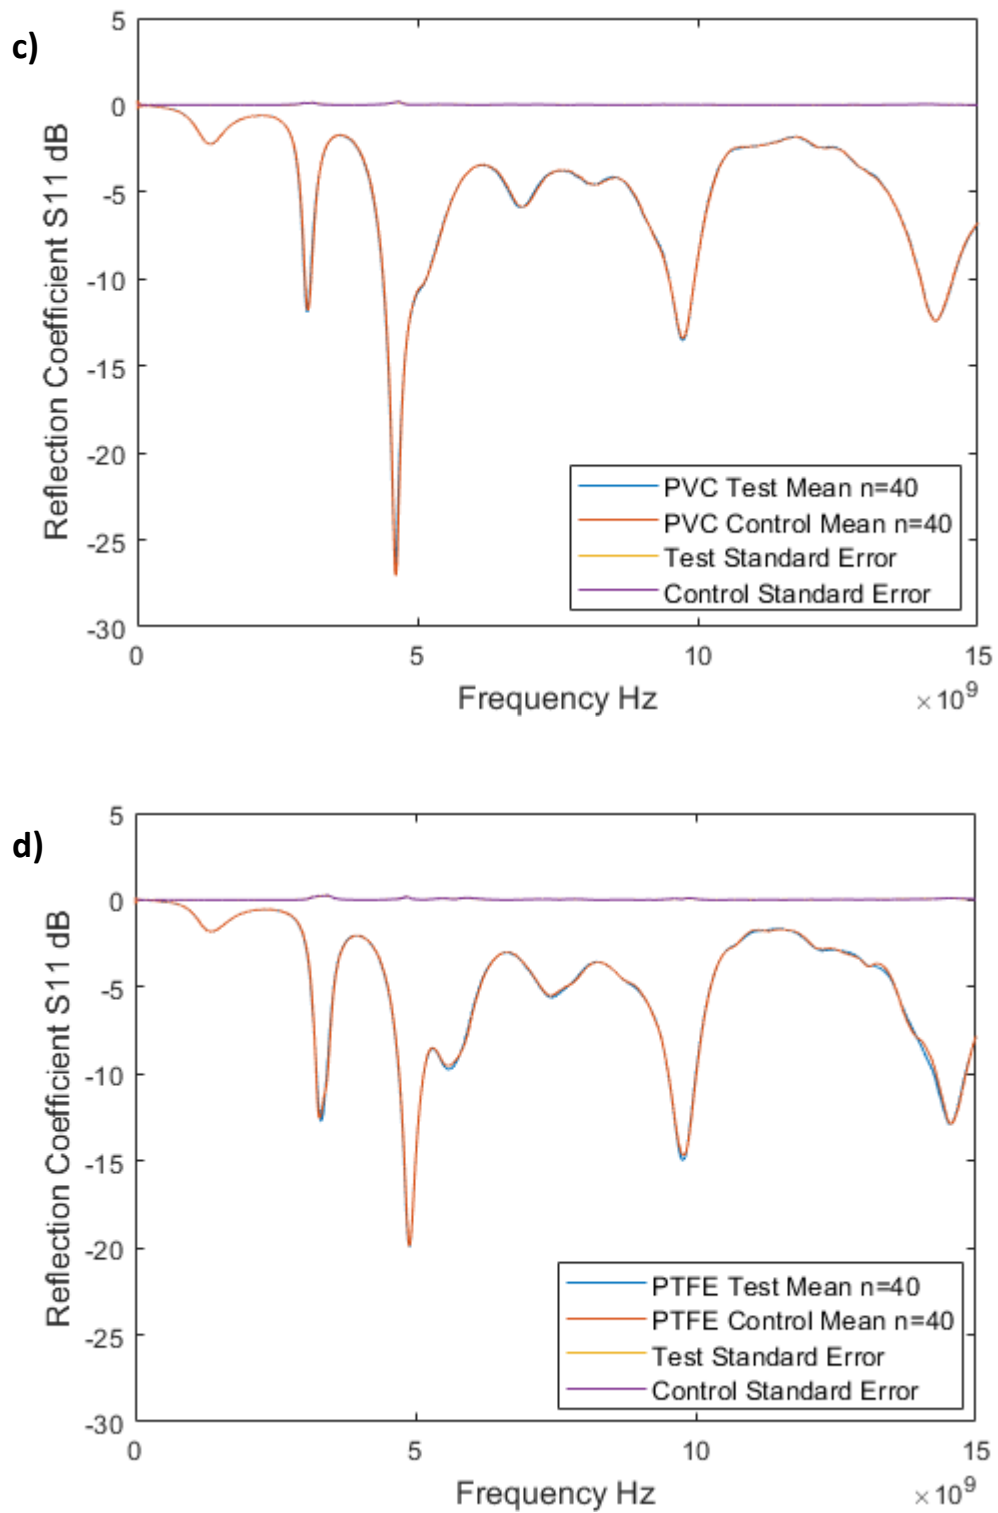 c)
5
0
-5
-10
-15
-20
-25
-30
Reflection Coefficient S11 dB
PVC Test Mean n=40
PVC Control Mean n=40
Test Standard Error
Control Standard Error
0
5
10
15
Frequency Hz
×10⁹
d)
5
0
-5
-10
-15
-20
-25
-30
Reflection Coefficient S11 dB
PTFE Test Mean n=40
PTFE Control Mean n=40
Test Standard Error
Control Standard Error
0
5
10
15
Frequency Hz
×10⁹